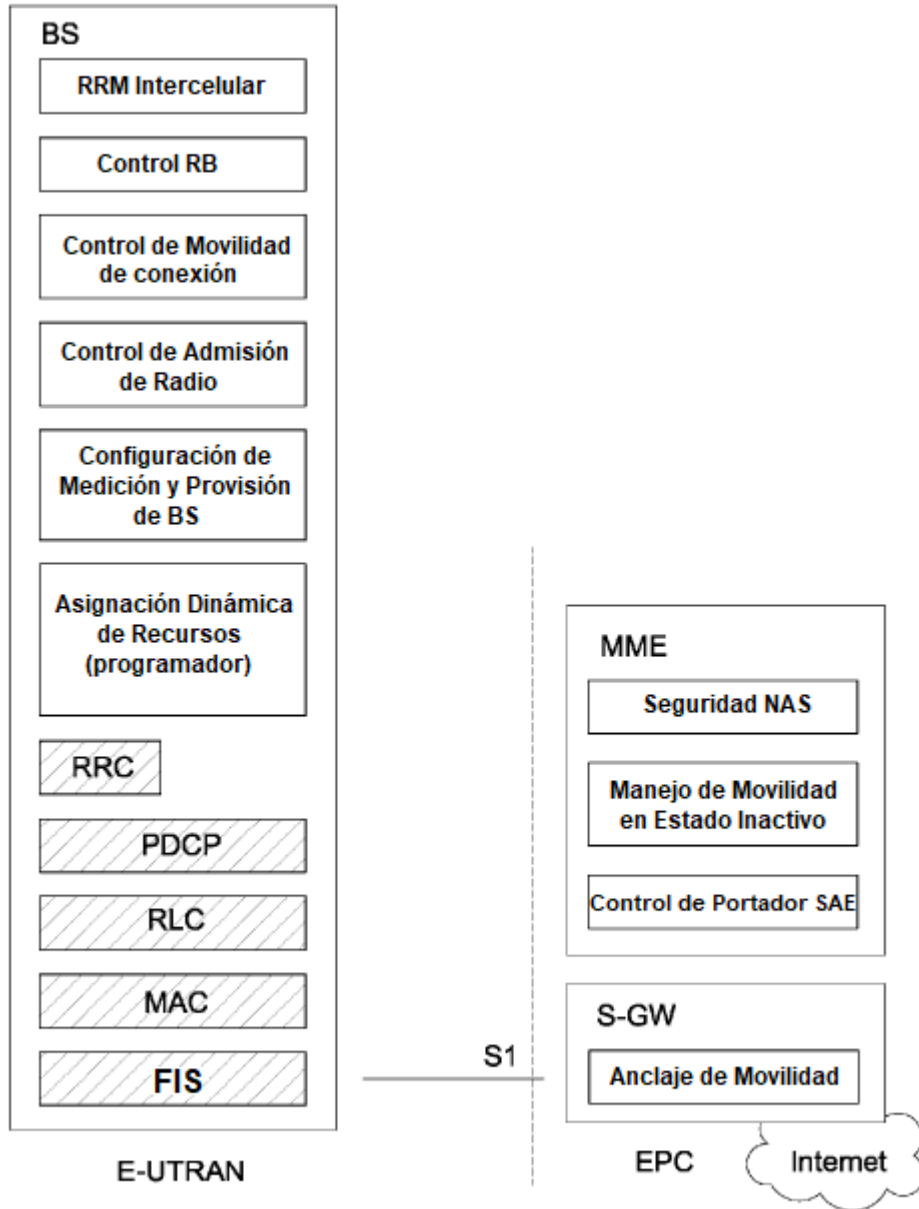 BS
RRM Intercelular
Control RB
Control de Movilidad
de conexión
Control de Admisión
de Radio
Configuración de
Medición y Provisión
de BS
Asignación Dinámica
de Recursos
(programador)
RRC
PDCP
RLC
MAC
FIS
E-UTRAN
S1
MME
Seguridad NAS
Manejo de Movilidad
en Estado Inactivo
Control de Portador SAE
S-GW
Anclaje de Movilidad
EPC
Internet